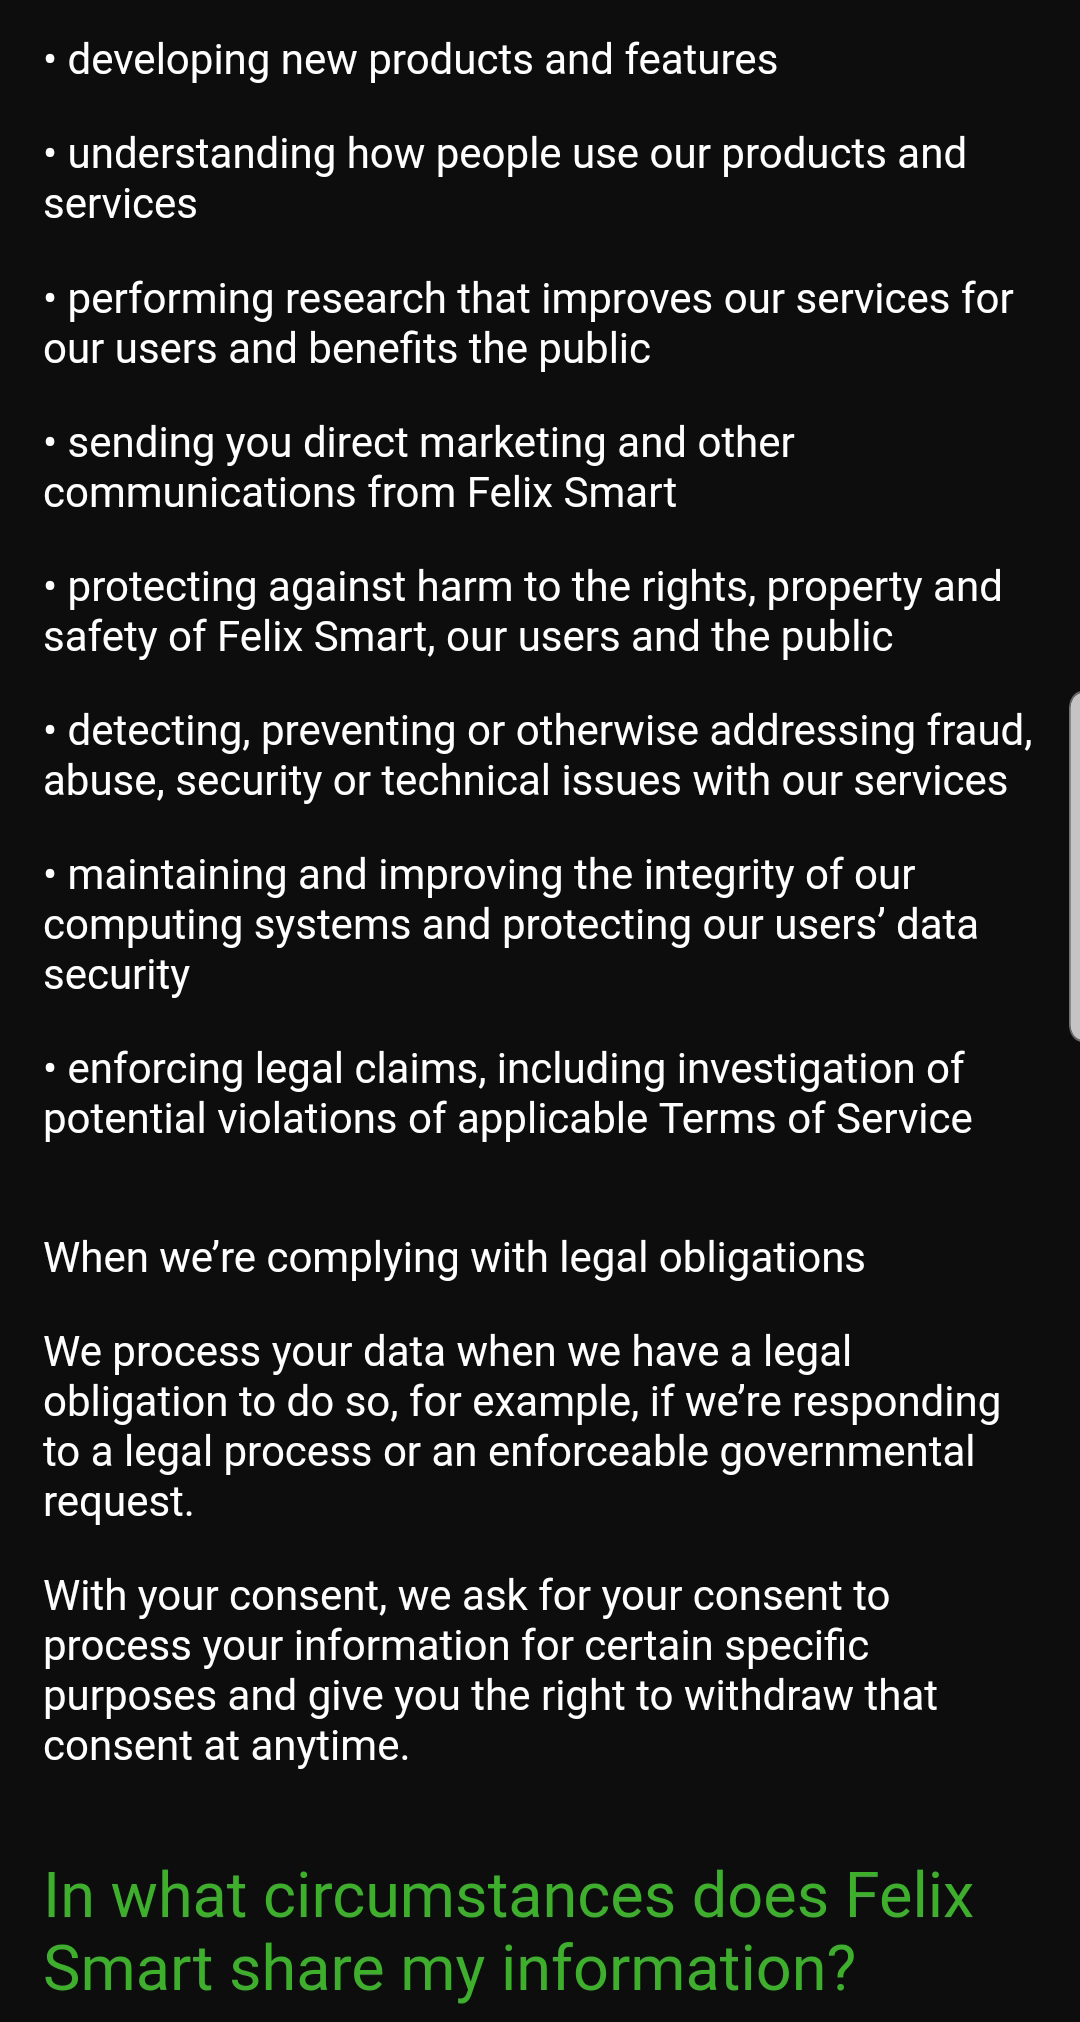 • developing new products and features
• understanding how people use our products and
services
• performing research that improves our services for
our users and benefits the public
• sending you direct marketing and other
communications from Felix Smart
• protecting against harm to the rights, property and
safety of Felix Smart, our users and the public
• detecting, preventing or otherwise addressing fraud,
abuse, security or technical issues with our services
• maintaining and improving the integrity of our
computing systems and protecting our users’ data
security
• enforcing legal claims, including investigation of
potential violations of applicable Terms of Service
When we’re complying with legal obligations
We process your data when we have a legal
obligation to do so, for example, if we’re responding
to a legal process or an enforceable governmental
request.
With your consent, we ask for your consent to
process your information for certain specific
purposes and give you the right to withdraw that
consent at anytime.
In what circumstances does Felix
Smart share my information?